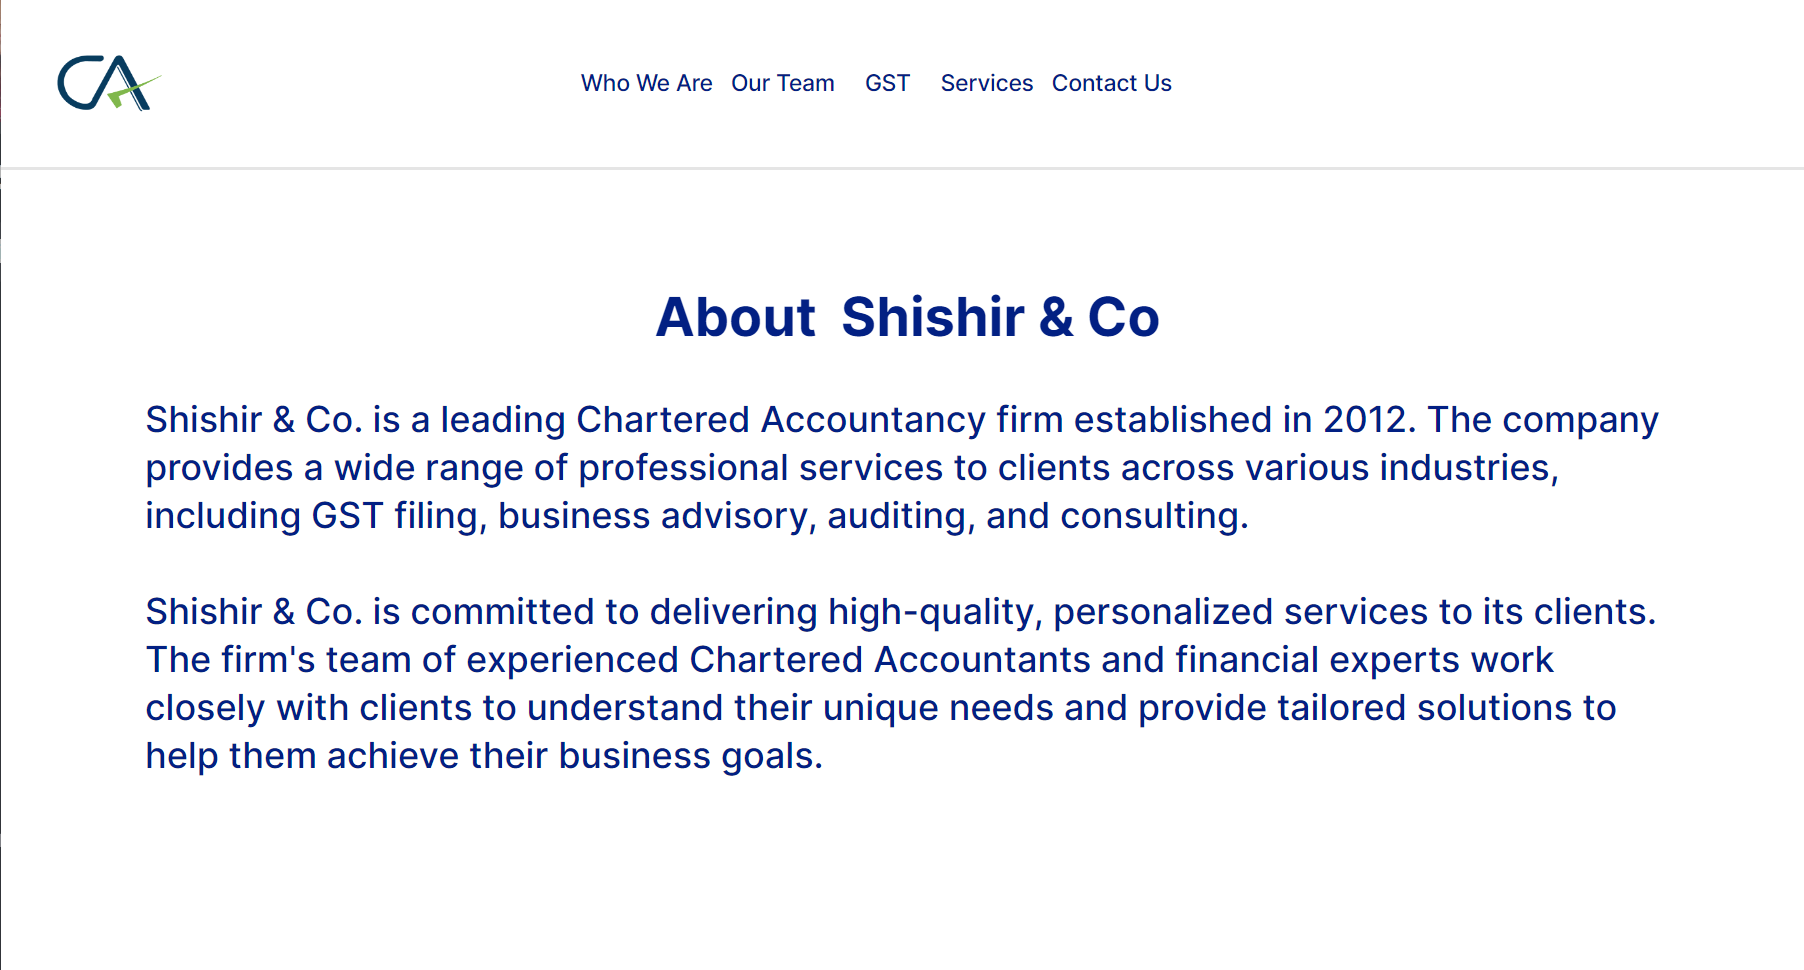 CA
Who We Are Our Team GST Services Contact Us
About Shishir & Co
Shishir & Co. is a leading Chartered Accountancy firm established in 2012. The company
provides a wide range of professional services to clients across various industries,
including GST filing, business advisory, auditing, and consulting.
Shishir & Co. is committed to delivering high-quality, personalized services to its clients.
The firm's team of experienced Chartered Accountants and financial experts work
closely with clients to understand their unique needs and provide tailored solutions to
help them achieve their business goals.